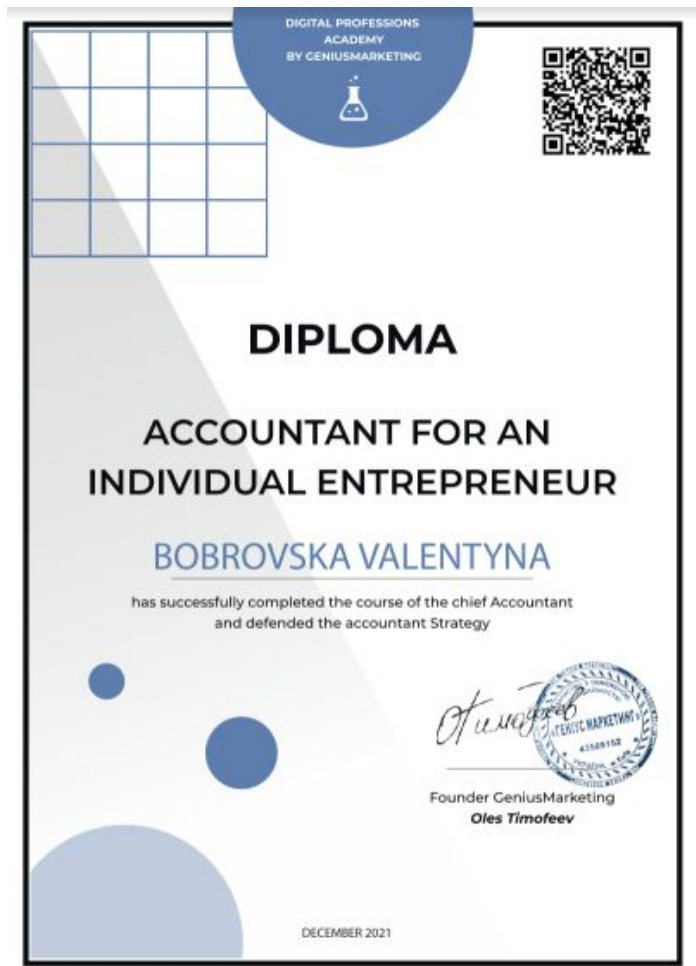 DIGITAL PROFESSIONS
ACADEMY
BY GENIUSMARKETING
DIPLOMA
ACCOUNTANT FOR AN
INDIVIDUAL ENTREPRENEUR
BOBROVSKA VALENTYNA
has successfully completed the course of the chief Accountant
and defended the accountant Strategy
«ГЕНІУС МАРКЕТИНГ»
43509152
Founder GeniusMarketing
Oles Timofeev
DECEMBER 2021